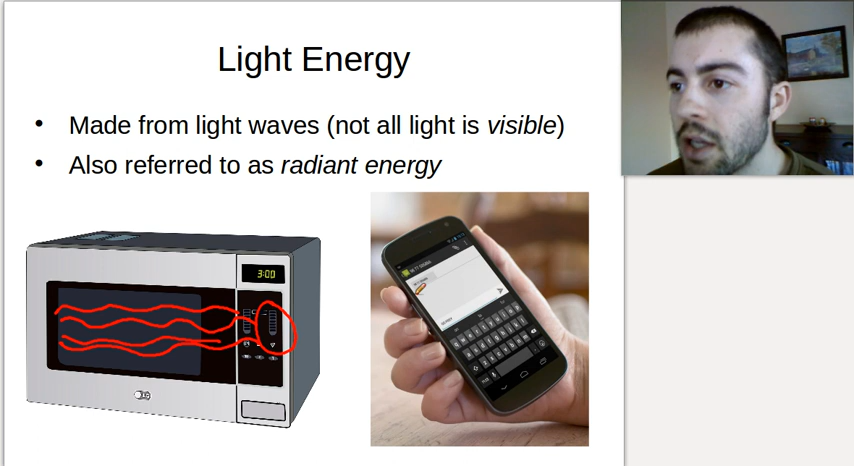 Light Energy
• Made from light waves (not all light is visible)
• Also referred to as radiant energy
3:00